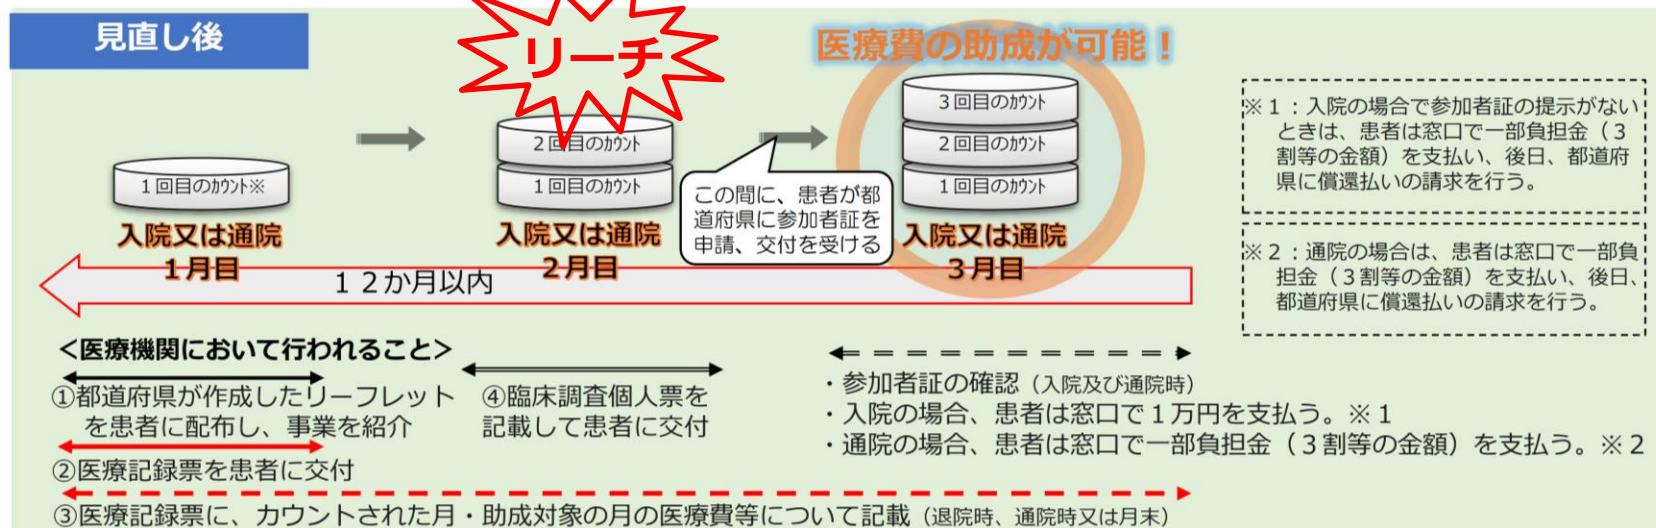 見直し後
リーチ
医療費の助成が可能！
1回目のカウント※
入院又は通院
１月目
2回目のカウント
1回目のカウント
入院又は通院
２月目
この間に、患者が都
道府県に参加者証を
申請、交付を受ける
3回目のカウント
2回目のカウント
1回目のカウント
入院又は通院
３月目
１２か月以内
※１：入院の場合で参加者証の提示がない
ときは、患者は窓口で一部負担金（３
割等の金額）を支払い、後日、都道府
県に償還払いの請求を行う。
※２：通院の場合は、患者は窓口で一部負
担金（３割等の金額）を支払い、後日、
都道府県に償還払いの請求を行う。
＜医療機関において行われること＞
①都道府県が作成したリーフレット
を患者に配布し、事業を紹介
②医療記録票を患者に交付
③医療記録票に、カウントされた月・助成対象の月の医療費等について記載（退院時、通院時又は月末）
④臨床調査個人票を
記載して患者に交付
・参加者証の確認（入院及び通院時）
・入院の場合、患者は窓口で１万円を支払う。※１
・通院の場合、患者は窓口で一部負担金（３割等の金額）を支払う。※２